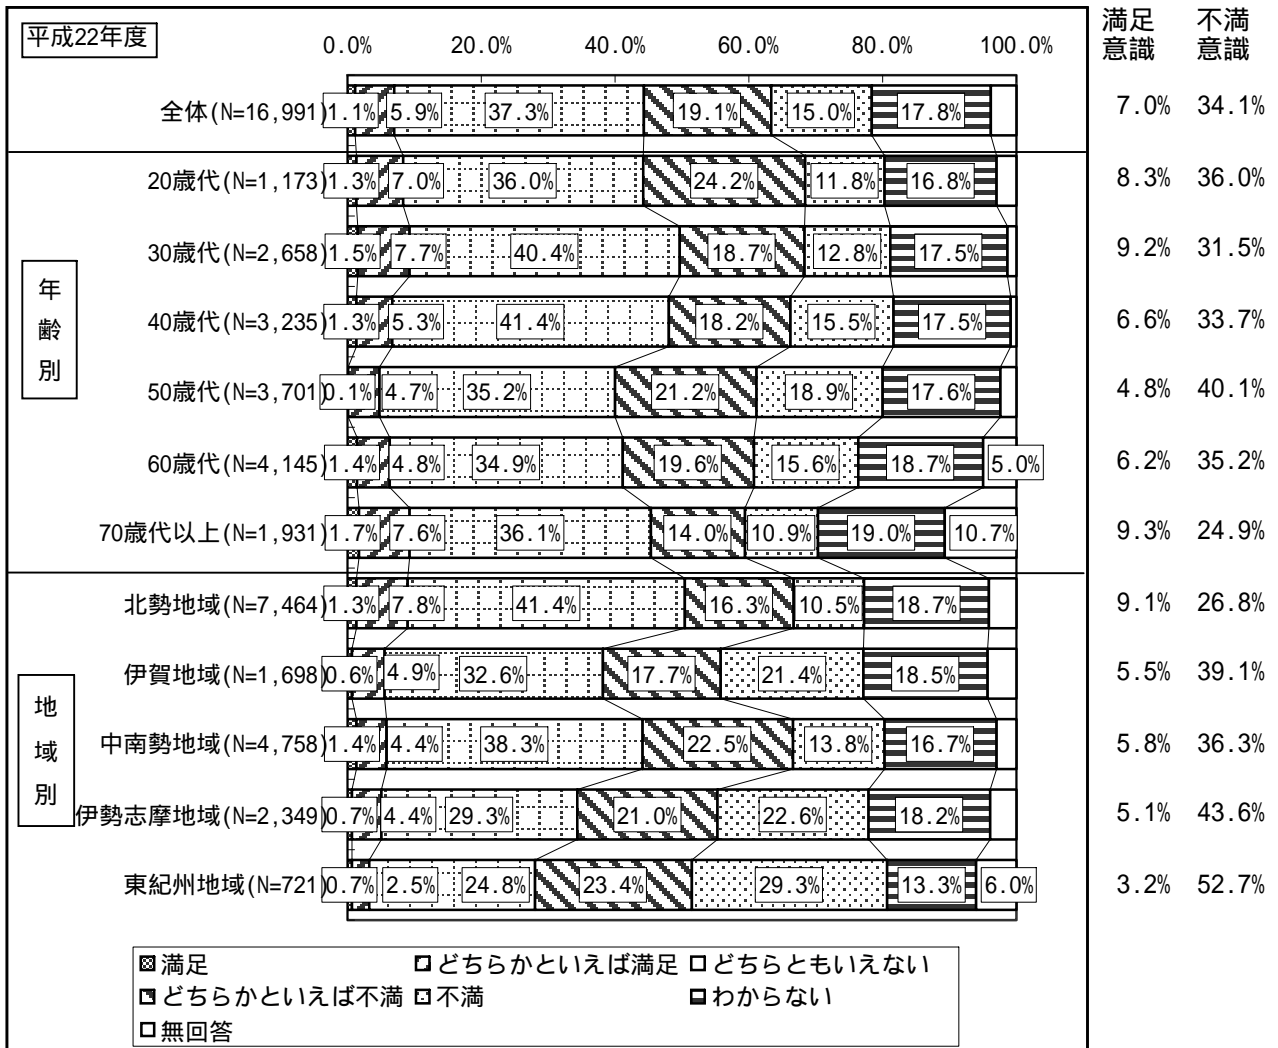 平成22年度
満足意識 不満意識
0.0% 20.0% 40.0% 60.0% 80.0% 100.0%
全体(N=16,991) 1.1% 5.9% 37.3% 19.1% 15.0% 17.8% 7.0% 34.1%
年齢別
20歳代(N=1,173) 1.3% 7.0% 36.0% 24.2% 11.8% 16.8% 8.3% 36.0%
30歳代(N=2,658) 1.5% 7.7% 40.4% 18.7% 12.8% 17.5% 9.2% 31.5%
40歳代(N=3,235) 1.3% 5.3% 41.4% 18.2% 15.5% 17.5% 6.6% 33.7%
50歳代(N=3,701) 0.1% 4.7% 35.2% 21.2% 18.9% 17.6% 4.8% 40.1%
60歳代(N=4,145) 1.4% 4.8% 34.9% 19.6% 15.6% 18.7% 5.0% 6.2% 35.2%
70歳代以上(N=1,931) 1.7% 7.6% 36.1% 14.0% 10.9% 19.0% 10.7% 9.3% 24.9%
地域別
北勢地域(N=7,464) 1.3% 7.8% 41.4% 16.3% 10.5% 18.7% 9.1% 26.8%
伊賀地域(N=1,698) 0.6% 4.9% 32.6% 17.7% 21.4% 18.5% 5.5% 39.1%
中南勢地域(N=4,758) 1.4% 4.4% 38.3% 22.5% 13.8% 16.7% 5.8% 36.3%
伊勢志摩地域(N=2,349) 0.7% 4.4% 29.3% 21.0% 22.6% 18.2% 5.1% 43.6%
東紀州地域(N=721) 0.7% 2.5% 24.8% 23.4% 29.3% 13.3% 6.0% 3.2% 52.7%
満足 どちらかといえば満足 どちらともいえない
どちらかといえば不満 不満 わからない
無回答